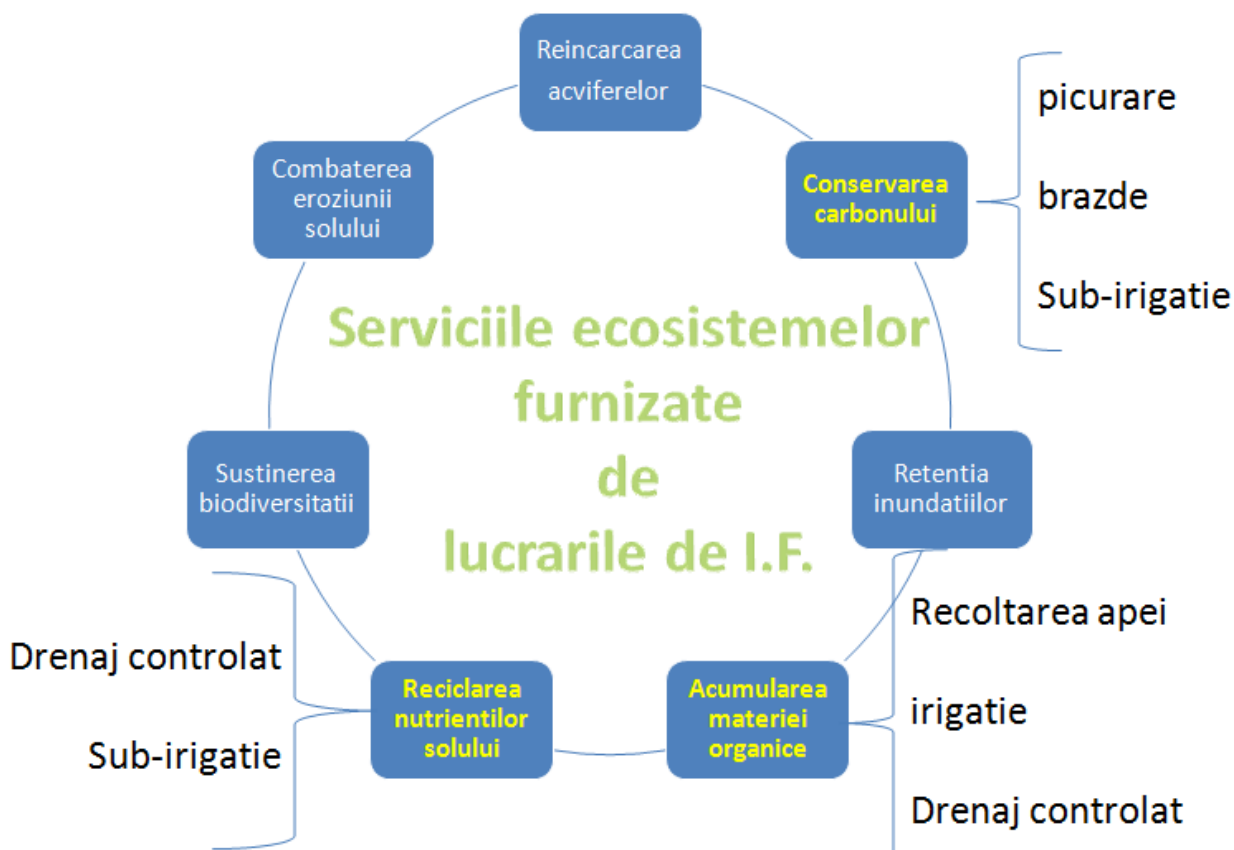 Reincarcarea
acviferelor
Conservarea
carbonului
picurare
brazde
Sub-irigatie
Retentia
inundatiilor
Acumularea
materiei
organice
Recoltarea apei
irigatie
Drenaj controlat
Reciclarea
nutrientilor
solului
Drenaj controlat
Sub-irigatie
Sustinerea
biodiversitatii
Combaterea
eroziunii
solului
Serviciile ecosistemelor
furnizate
de
lucrarile de I.F.